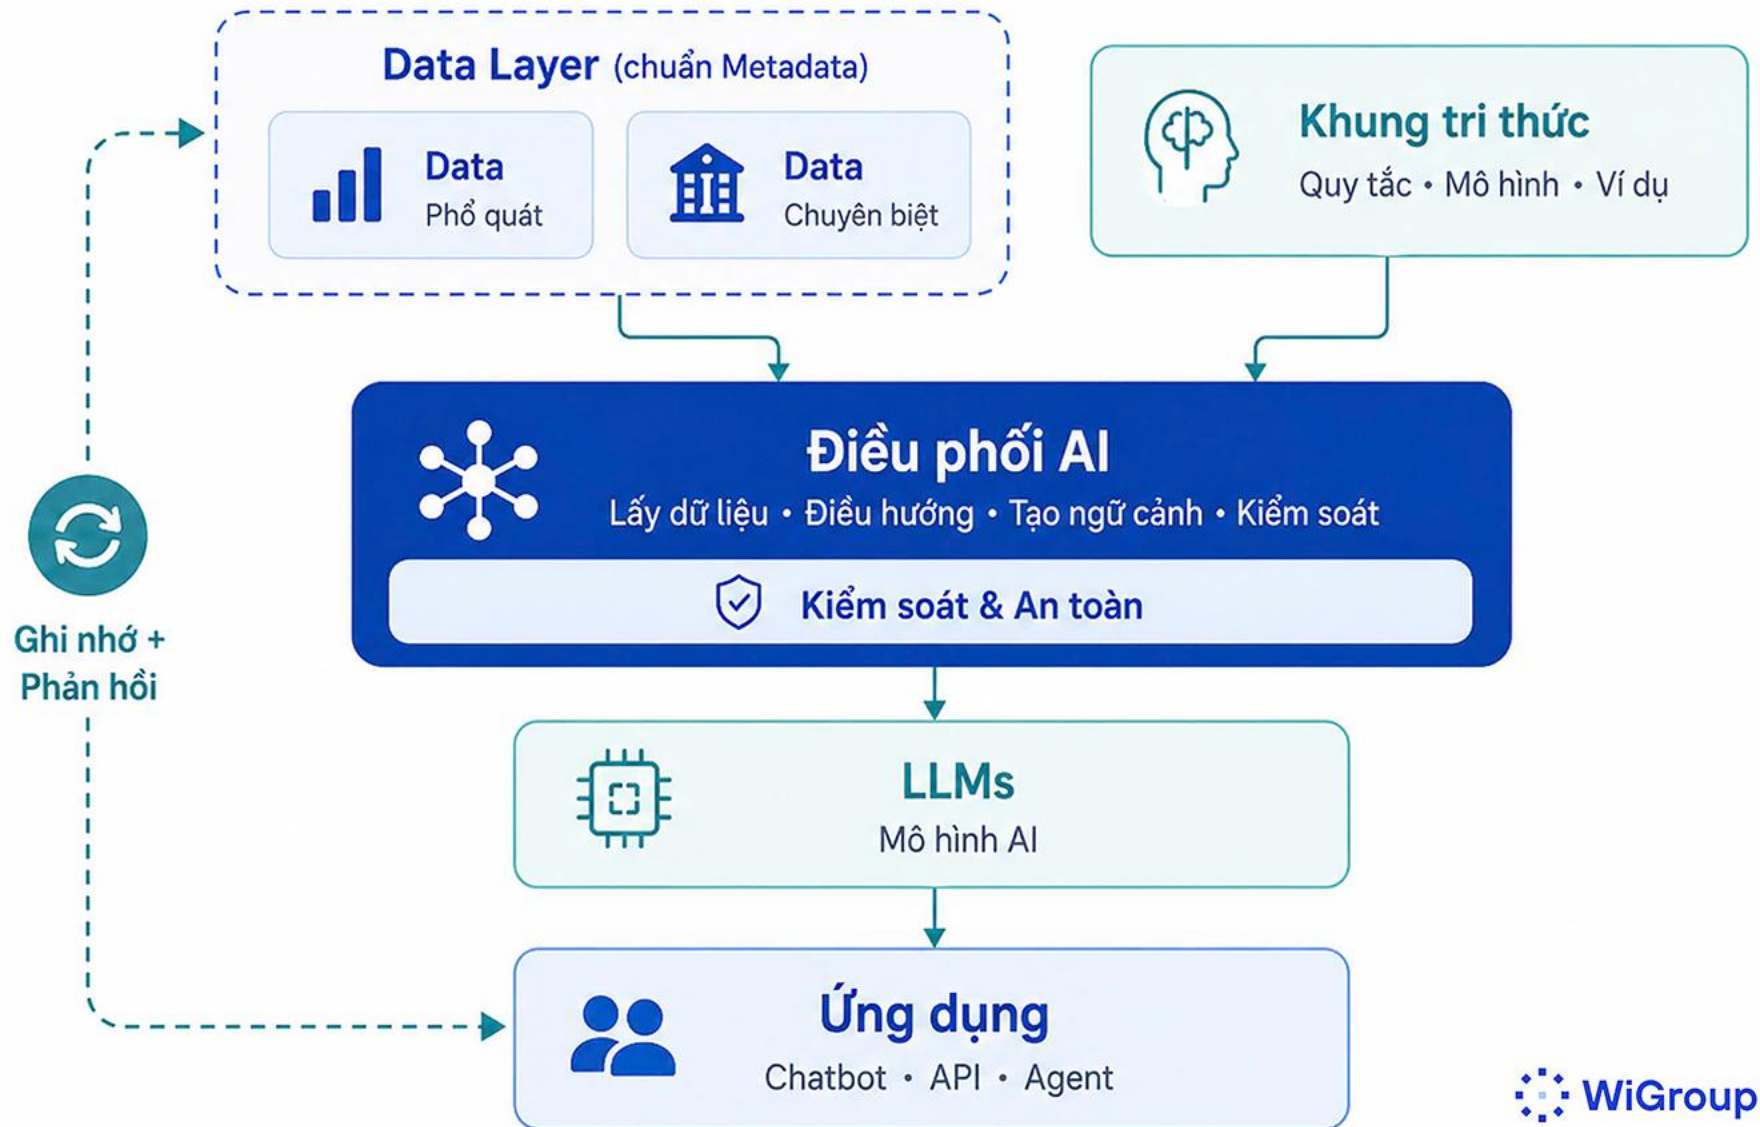 Data Layer (chuẩn Metadata)
Data
Phổ quát
Data
Chuyên biệt
Khung tri thức
Quy tắc • Mô hình • Ví dụ
Điều phối AI
Lấy dữ liệu • Điều hướng • Tạo ngữ cảnh • Kiểm soát
Kiểm soát & An toàn
Ghi nhớ +
Phản hồi
LLMs
Mô hình AI
Ứng dụng
Chatbot • API • Agent
WiGroup